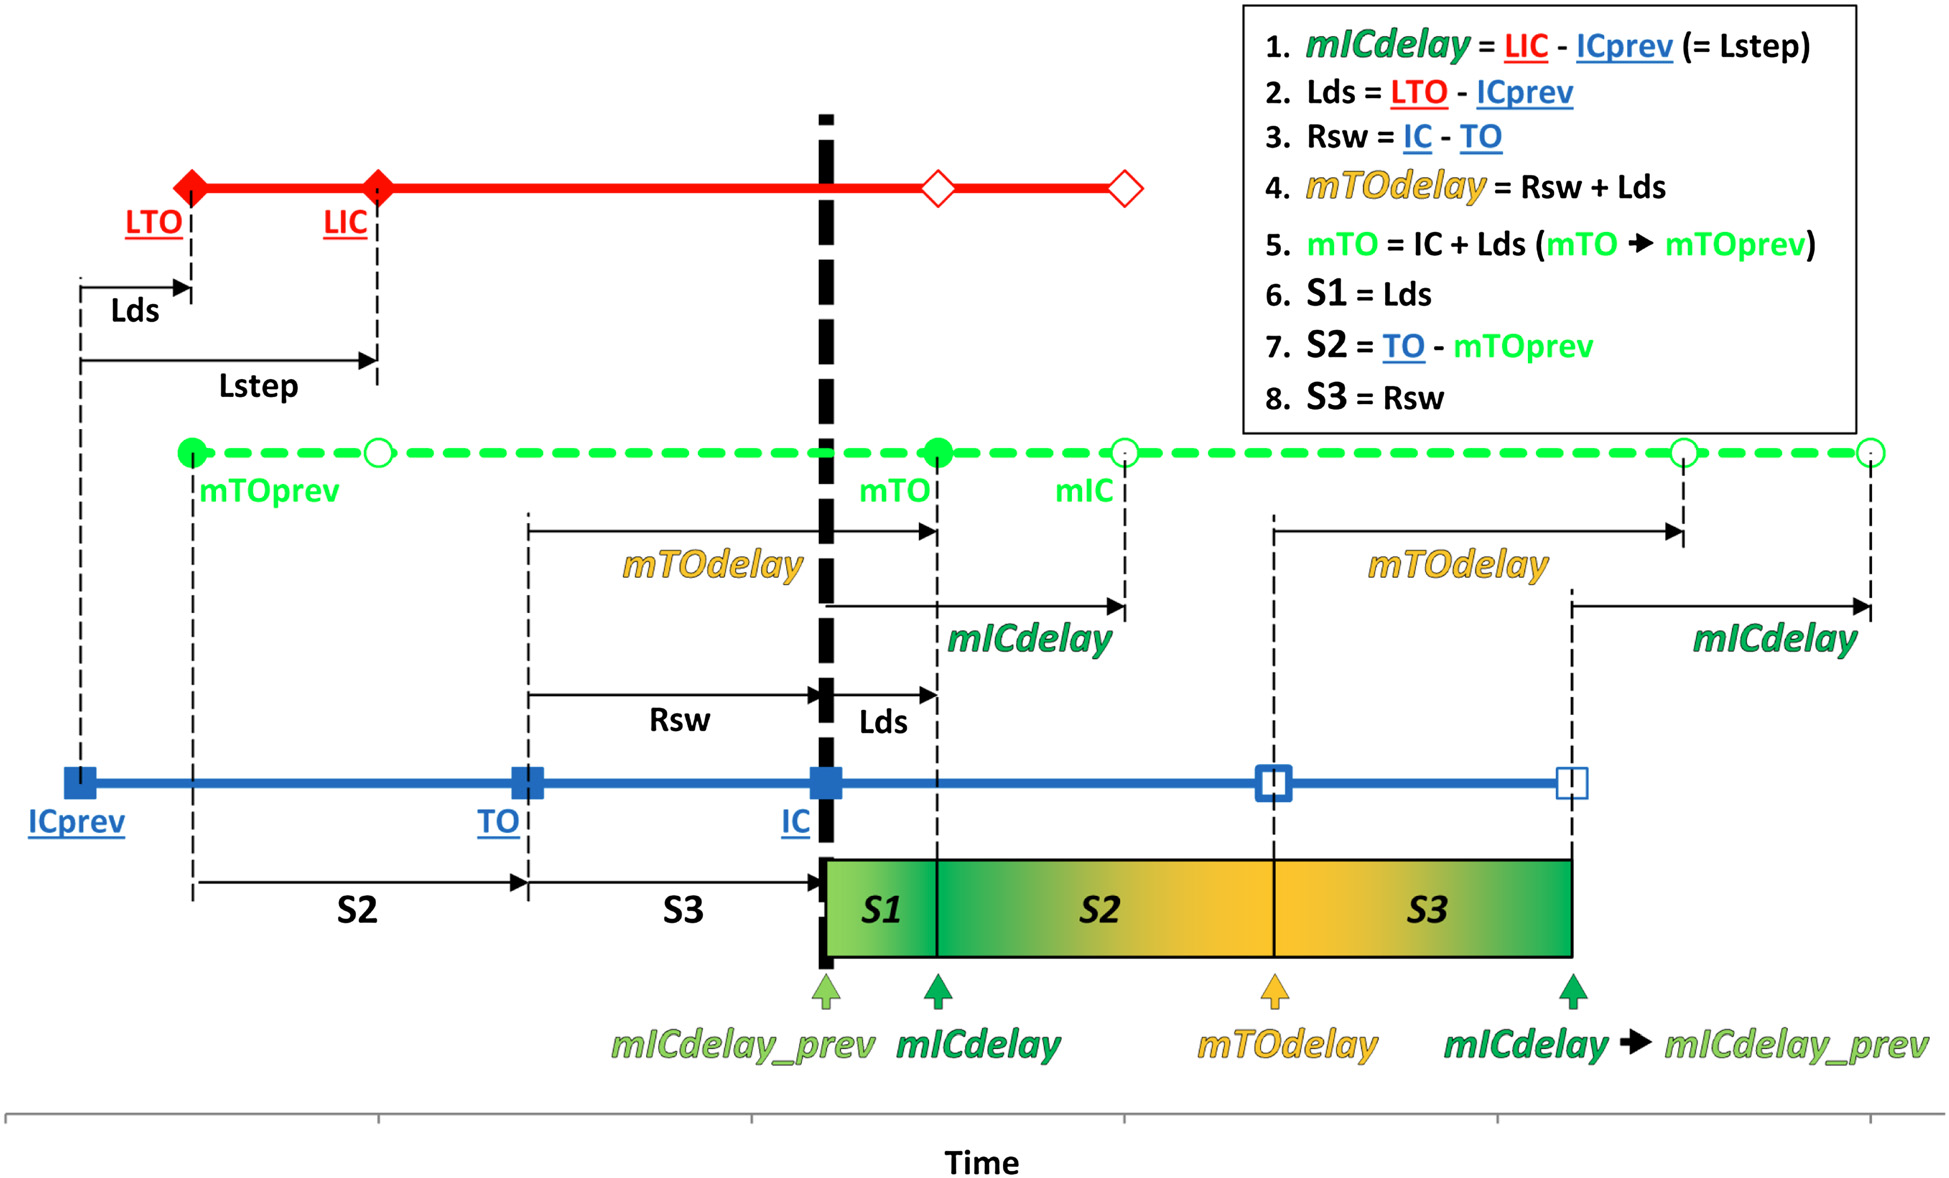 1. mICdelay = LIC - ICprev (= Lstep)
2. Lds = LTO - ICprev
3. Rsw = IC - TO
4. mTOdelay = Rsw + Lds
5. mTO = IC + Lds (mTO → mTOprev)
6. S1 = Lds
7. S2 = TO - mTOprev
8. S3 = Rsw
LTO LIC
Lds
Lstep
mTOprev mTO mIC
mTOdelay mTOdelay
mICdelay mICdelay
Rsw Lds
ICprev TO IC
S2 S3 S1 S2 S3
mICdelay_prev mICdelay mTOdelay mICdelay → mICdelay_prev
Time